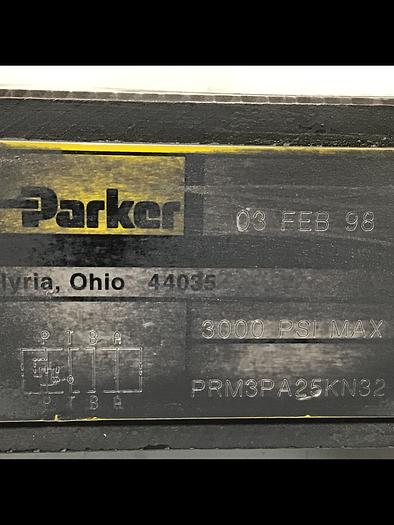 Parker
03 FEB 98
lyria, Ohio 44035
3000 PSI MAX
P T B A
P T B A
PRM3PA25KN32